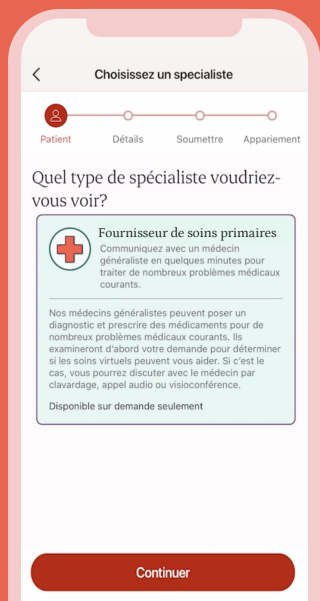 Choisissez un specialiste
Patient Détails Soumettre Appariement
Quel type de spécialiste voudriez-
vous voir?
Fournisseur de soins primaires
Communiquez avec un médecin
généraliste en quelques minutes pour
traiter de nombreux problèmes médicaux
courants.
Nos médecins généralistes peuvent poser un
diagnostic et prescrire des médicaments pour de
nombreux problèmes médicaux courants. Ils
examineront d'abord votre demande pour déterminer
si les soins virtuels peuvent vous aider. Si c'est le
cas, vous pourrez discuter avec le médecin par
clavardage, appel audio ou visioconférence.
Disponible sur demande seulement
Continuer